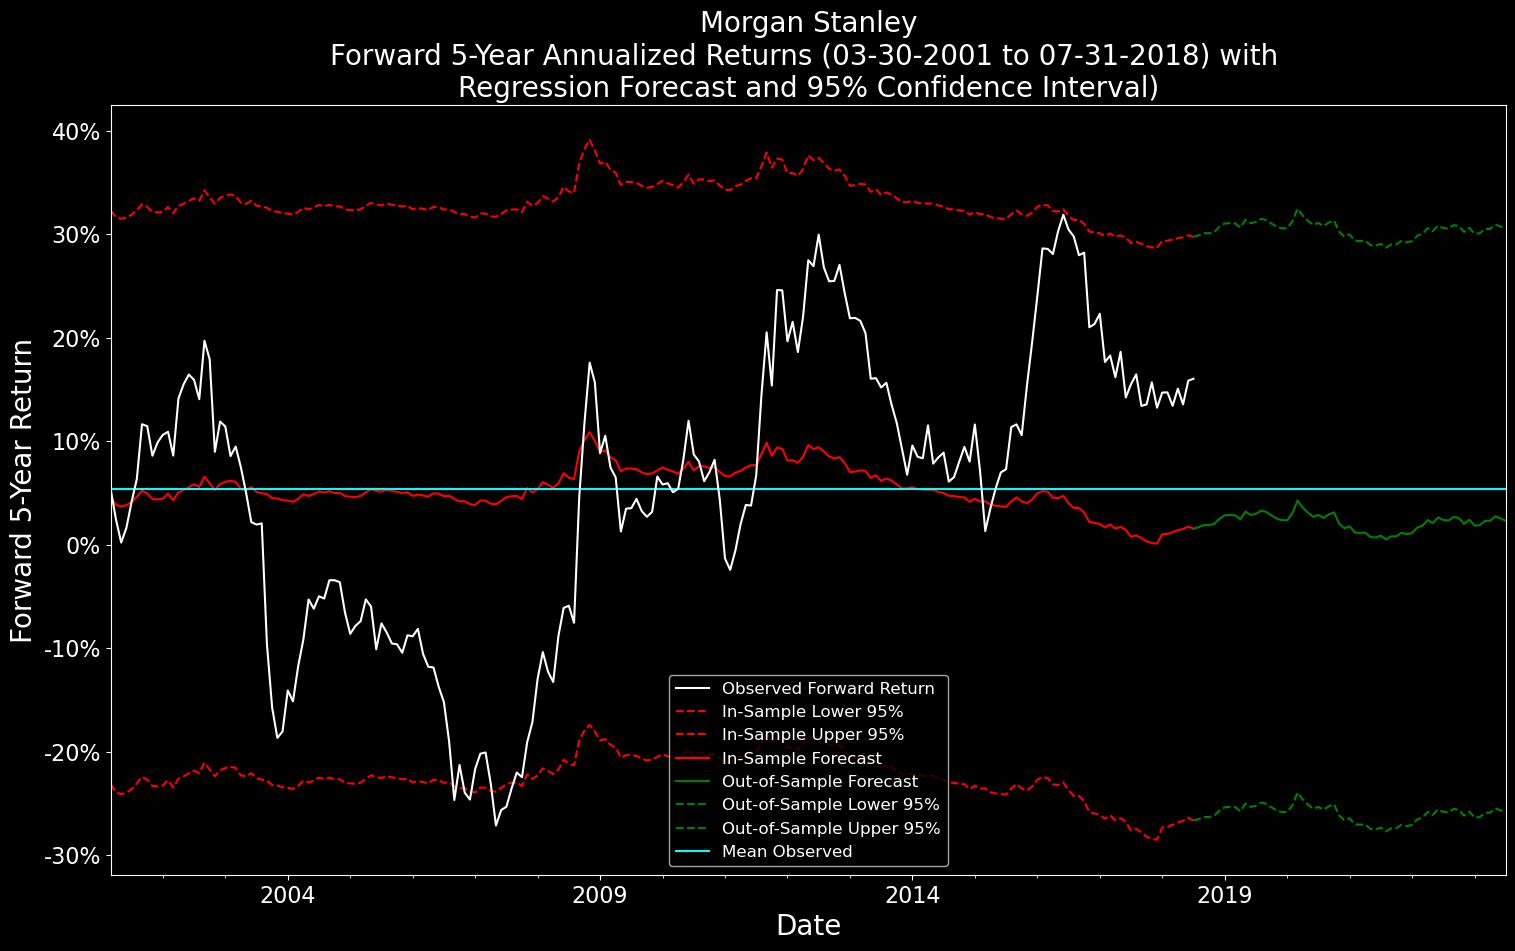 Morgan Stanley
Forward 5-Year Annualized Returns (03-30-2001 to 07-31-2018) with
Regression Forecast and 95% Confidence Interval)
Forward 5-Year Return
40%
30%
20%
10%
0%
-10%
-20%
-30%
Observed Forward Return
In-Sample Lower 95%
In-Sample Upper 95%
In-Sample Forecast
Out-of-Sample Forecast
Out-of-Sample Lower 95%
Out-of-Sample Upper 95%
Mean Observed
2004
2009
2014
2019
Date